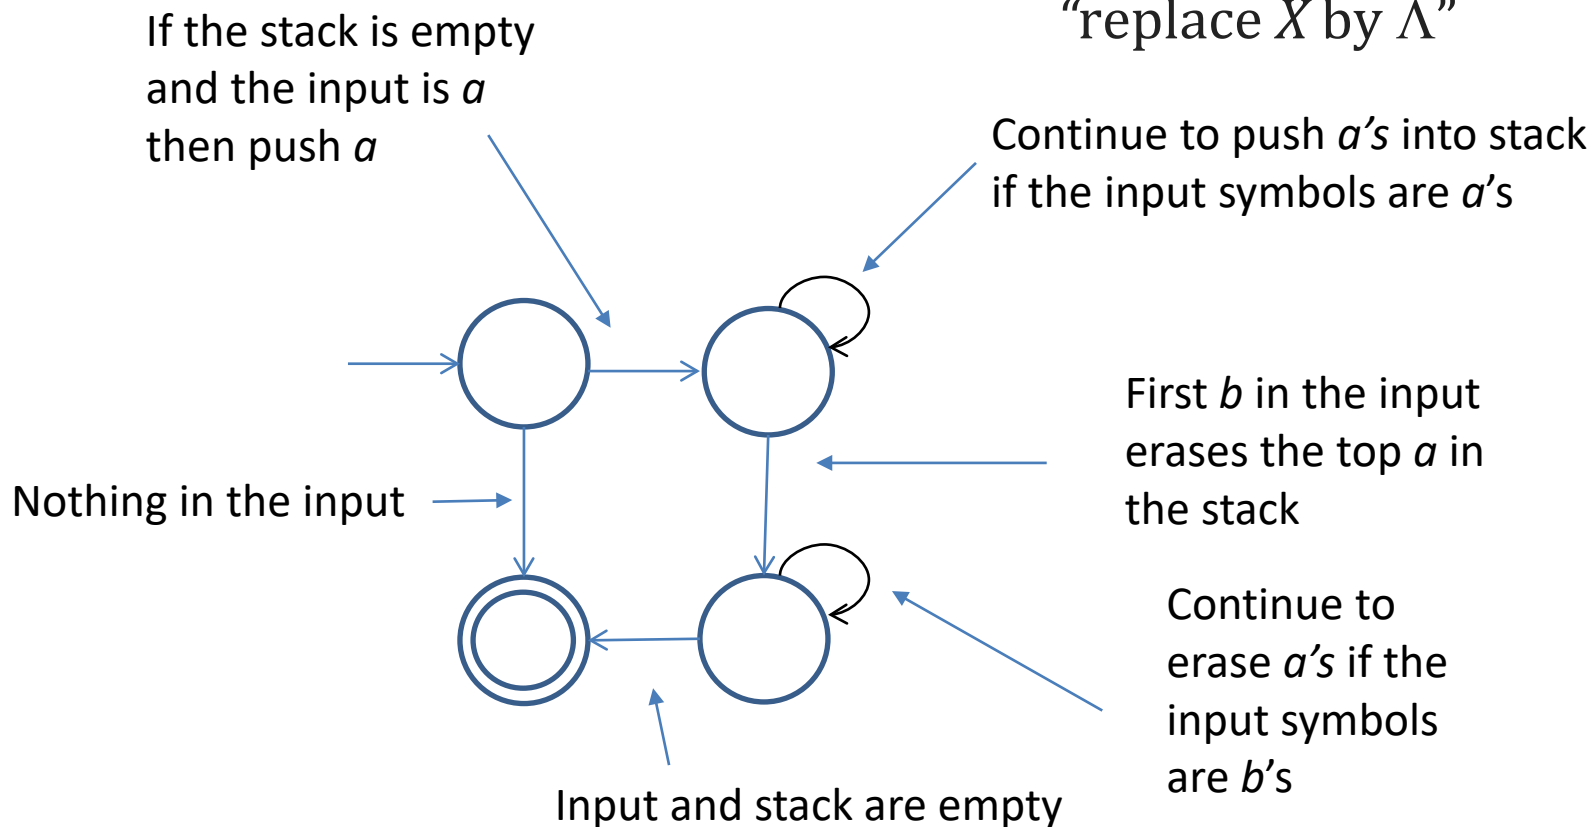 “replace X by Λ”
If the stack is empty
and the input is a
then push a
Continue to push a’s into stack
if the input symbols are a’s
First b in the input
erases the top a in
the stack
Nothing in the input
Continue to
erase a’s if the
input symbols
are b’s
Input and stack are empty